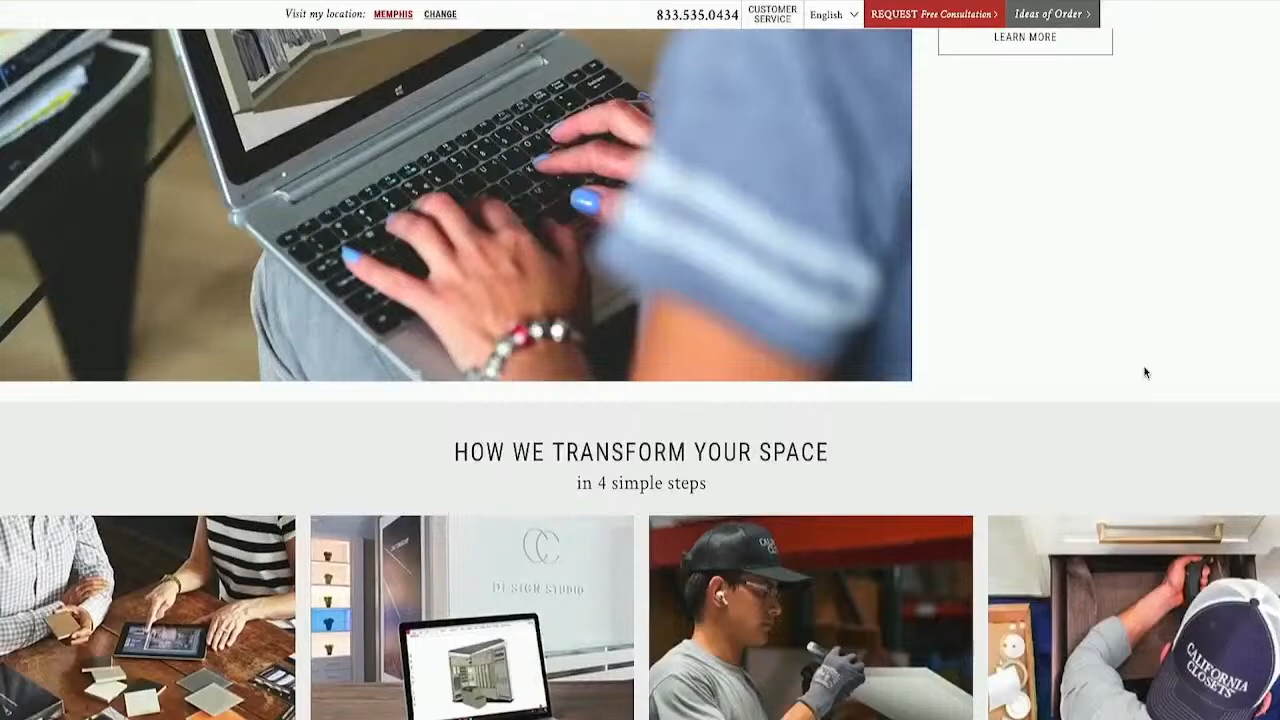 Visit my location: MEMPHIS CHANGE
833.535.0434
CUSTOMER
SERVICE
English
REQUEST Free Consultation >
Ideas of Order >
LEARN MORE
HOW WE TRANSFORM YOUR SPACE
in 4 simple steps
CC
DESIGN STUDIO
CALIFORNIA
CLOSETS